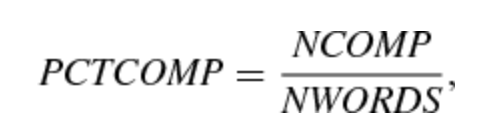 PCTCOMP = NCOMP / NWORDS,